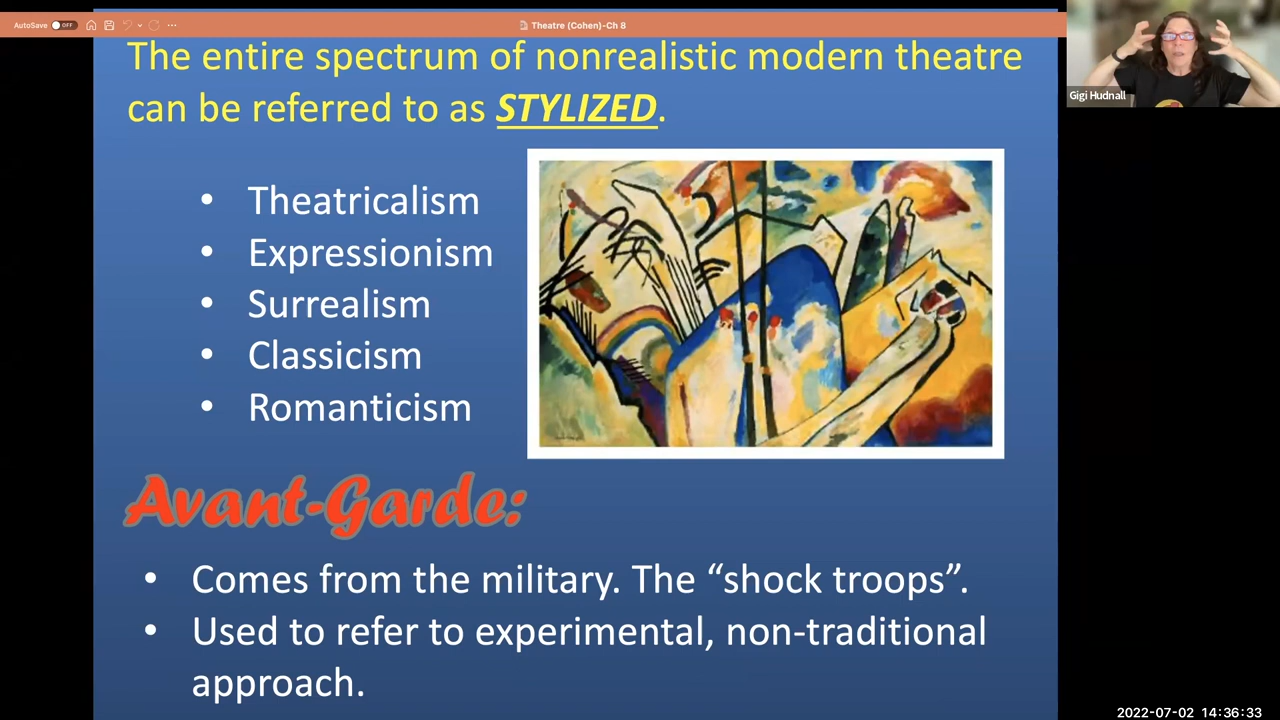 AutoSave OFF
Theatre (Cohen)-Ch 8
The entire spectrum of nonrealistic modern theatre
can be referred to as STYLIZED.
• Theatricalism
• Expressionism
• Surrealism
• Classicism
• Romanticism
Avant-Garde:
• Comes from the military. The “shock troops”.
• Used to refer to experimental, non-traditional
approach.
Gigi Hudnall
2022-07-02 14:36:33